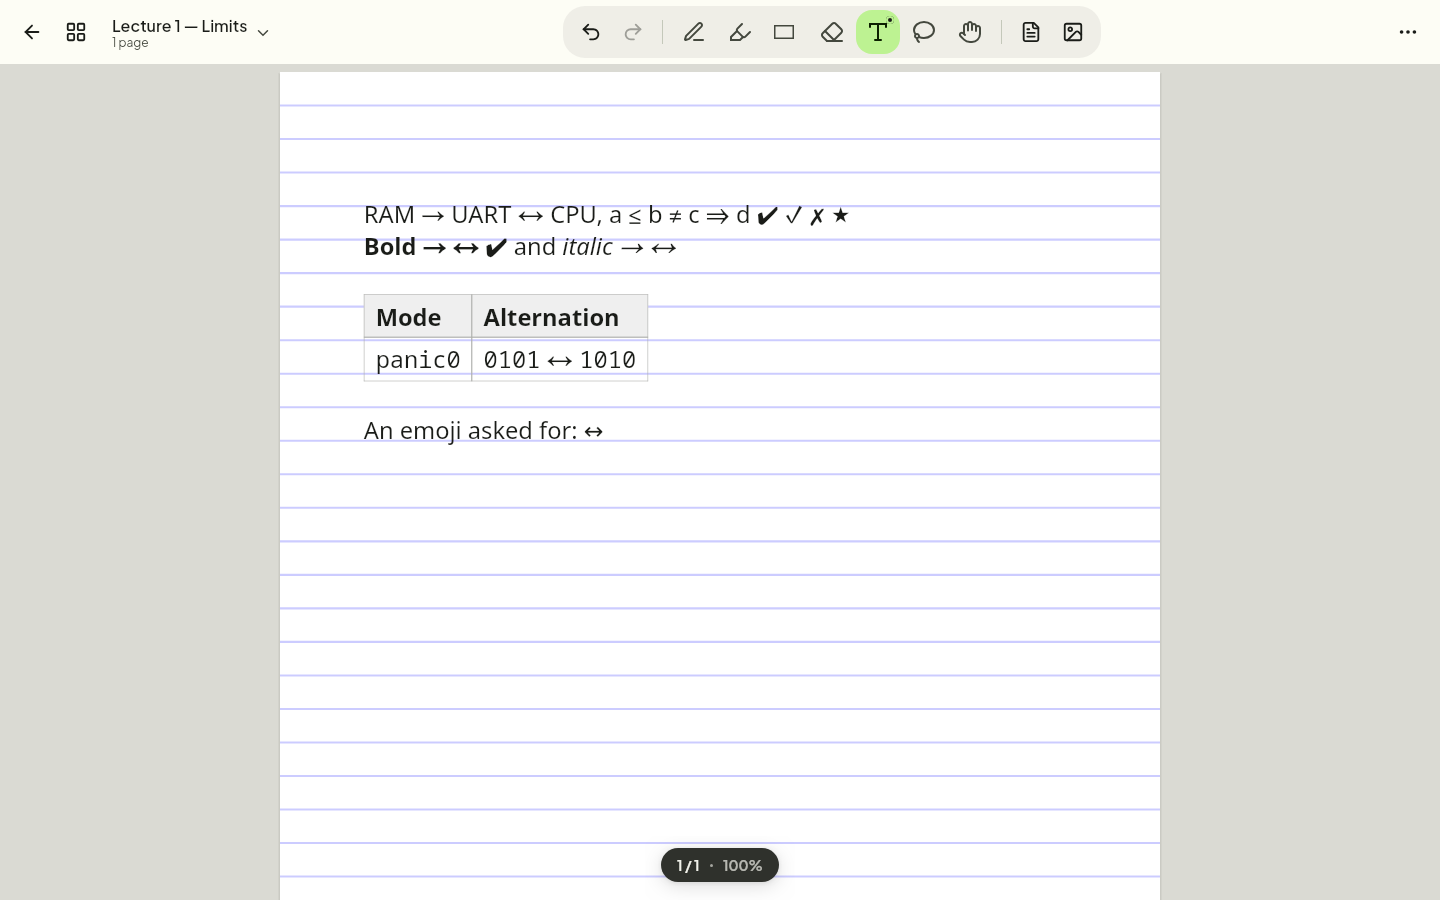 Lecture 1 — Limits
1 page
RAM → UART ↔ CPU, a ≤ b ≠ c ⇒ d ✔ ✓ ✗ ★
Bold → ↔ ✔ and italic → ↔
Mode Alternation
panic0 0101 ↔ 1010
An emoji asked for: ↔
1 / 1 · 100%